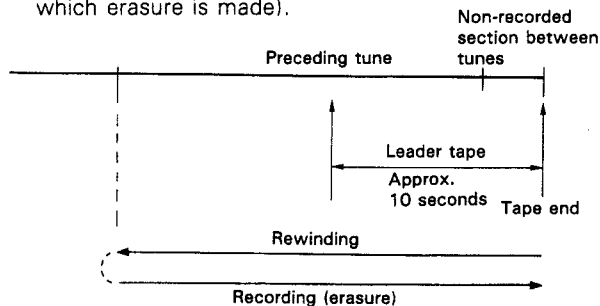 which erasure is made).
Non-recorded
section between
tunes
Preceding tune
Leader tape
Approx.
10 seconds
Tape end
Rewinding
Recording (erasure)